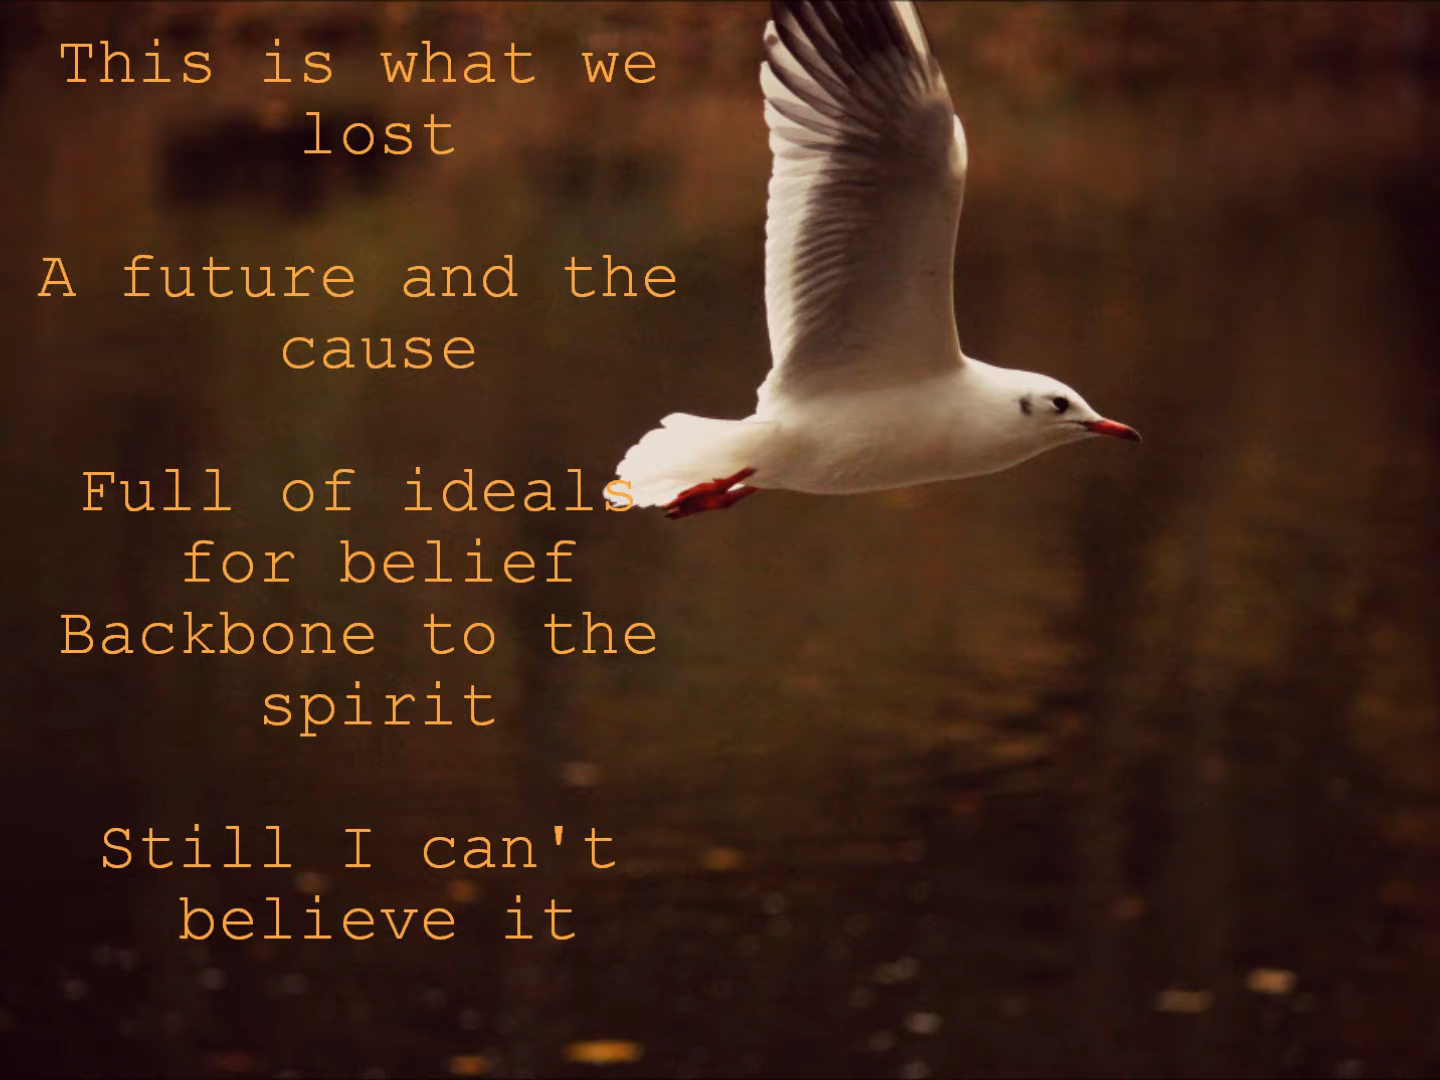 This is what we
lost
A future and the
cause
Full of ideals
for belief
Backbone to the
spirit
Still I can't
believe it